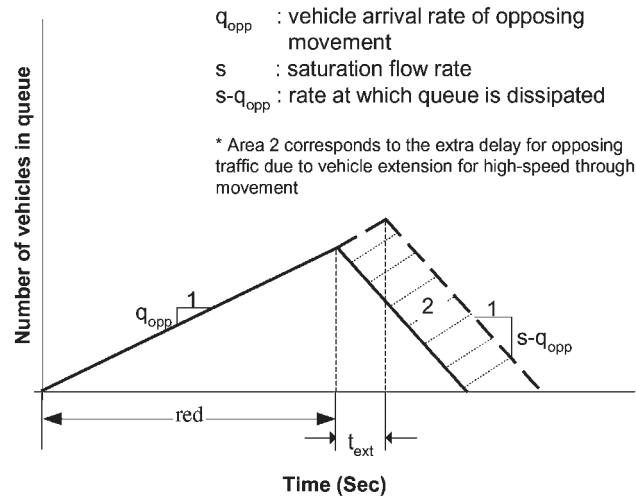 q_opp : vehicle arrival rate of opposing
movement
s : saturation flow rate
s-q_opp : rate at which queue is dissipated
* Area 2 corresponds to the extra delay for opposing
traffic due to vehicle extension for high-speed through
movement
Number of vehicles in queue
1
q_opp
2
1
s-q_opp
red
t_ext
Time (Sec)